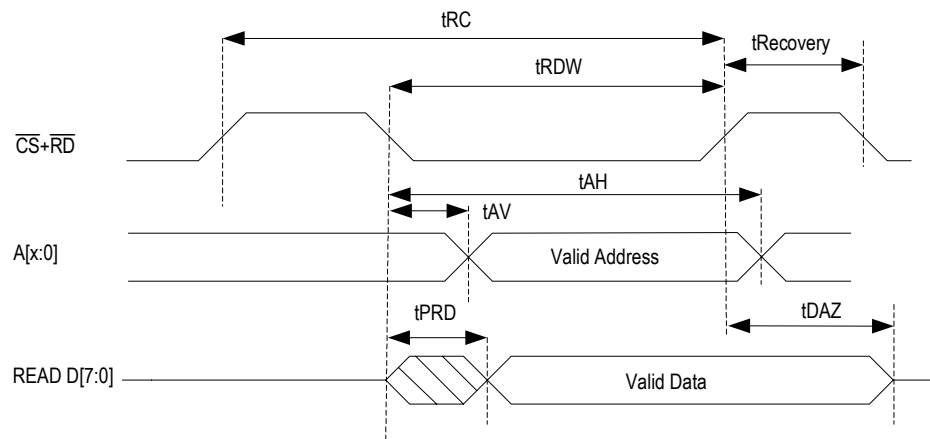 tRC
tRecovery
tRDW
CS+RD
tAH
tAV
A[x:0]
Valid Address
tPRD
tDAZ
READ D[7:0]
Valid Data